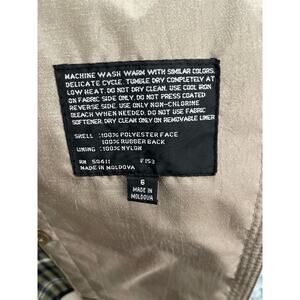 MACHINE WASH WARM WITH SIMILAR COLORS.
DELICATE CYCLE. TUMBLE DRY COMPLETELY AT
LOW HEAT. DO NOT DRY CLEAN. USE COOL IRON
ON FABRIC SIDE ONLY. DO NOT PRESS COATED
REVERSE SIDE. USE ONLY NON-CHLORINE
BLEACH WHEN NEEDED. DO NOT USE FABRIC
SOFTENER. DRY CLEAN ONLY ON REMOVABLE LINER
SHELL :100% POLYESTER FACE
100% RUBBER BACK
LINING :100% NYLON
RN 50411 F153
MADE IN MOLDOVA
6
MADE IN
MOLDOVA